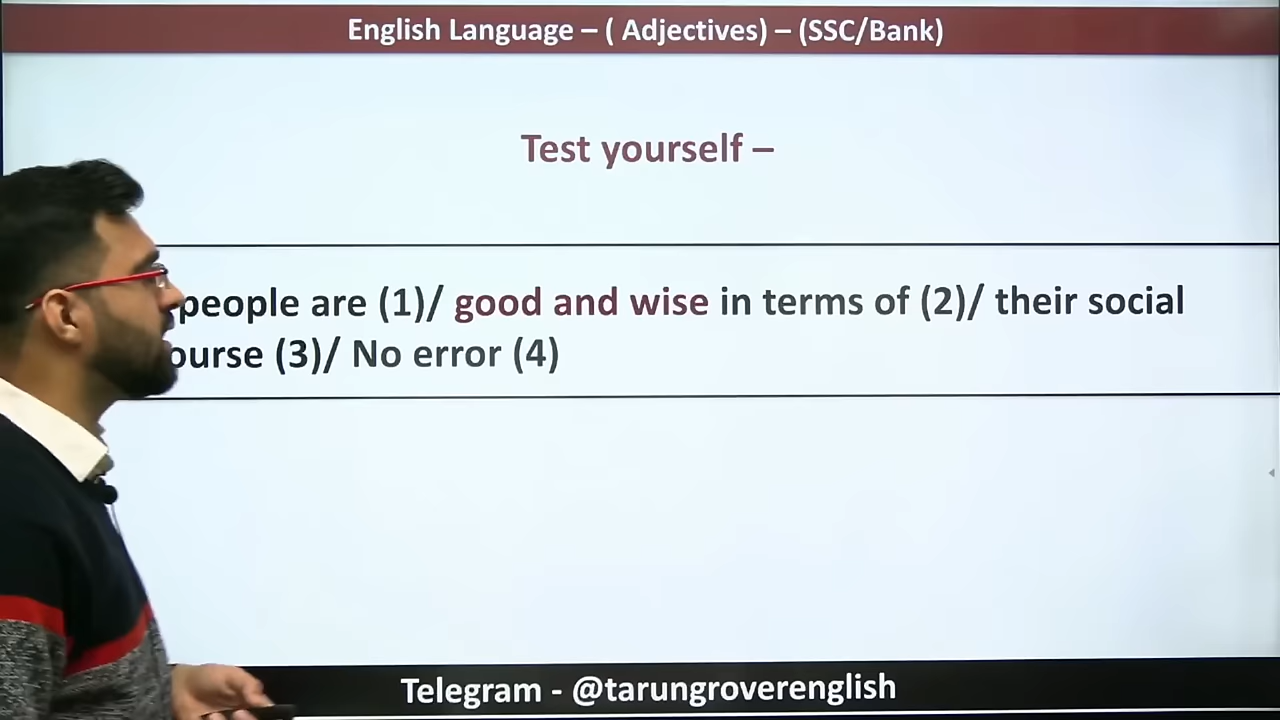 English Language – ( Adjectives) – (SSC/Bank)
Test yourself –
people are (1)/ good and wise in terms of (2)/ their social
(3)/ No error (4)
Telegram - @tarungroverenglish